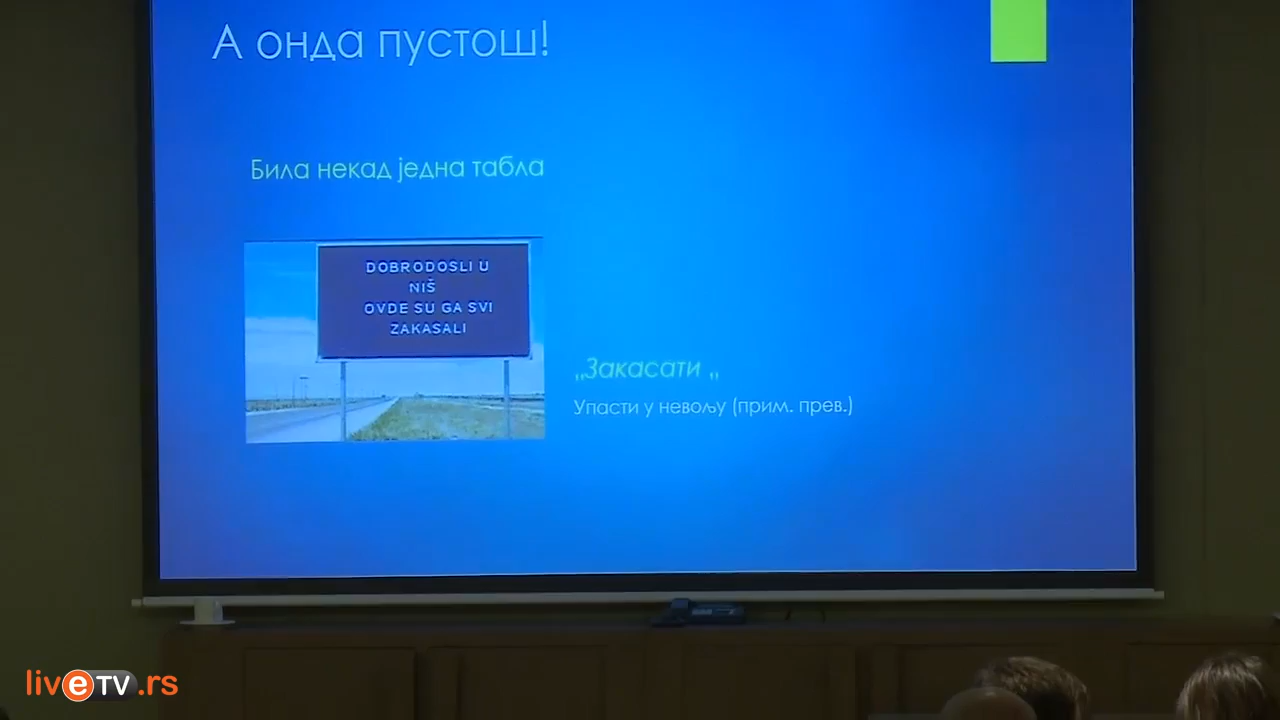 А онда пустош!
Била некад једна табла
DOBRODOSLI U
NIŠ
OVDE SU GA SVI
ZAKASALI
„Закасати „
Упасти у невољу (прим. прев.)
livetv.rs